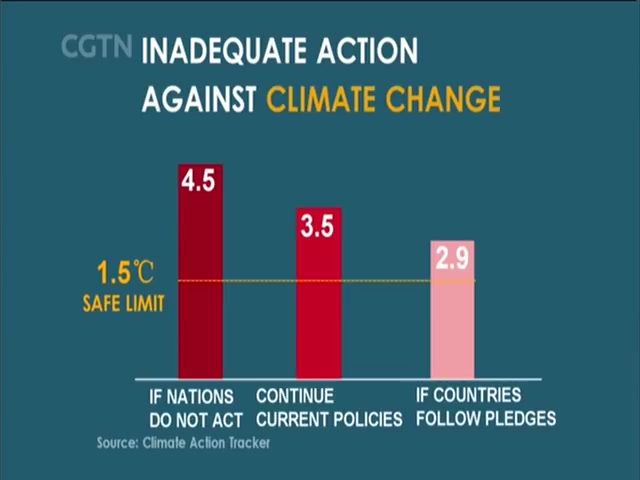 CGTN
INADEQUATE ACTION
AGAINST CLIMATE CHANGE
4.5
3.5
2.9
1.5℃
SAFE LIMIT
IF NATIONS
DO NOT ACT
CONTINUE
CURRENT POLICIES
IF COUNTRIES
FOLLOW PLEDGES
Source: Climate Action Tracker